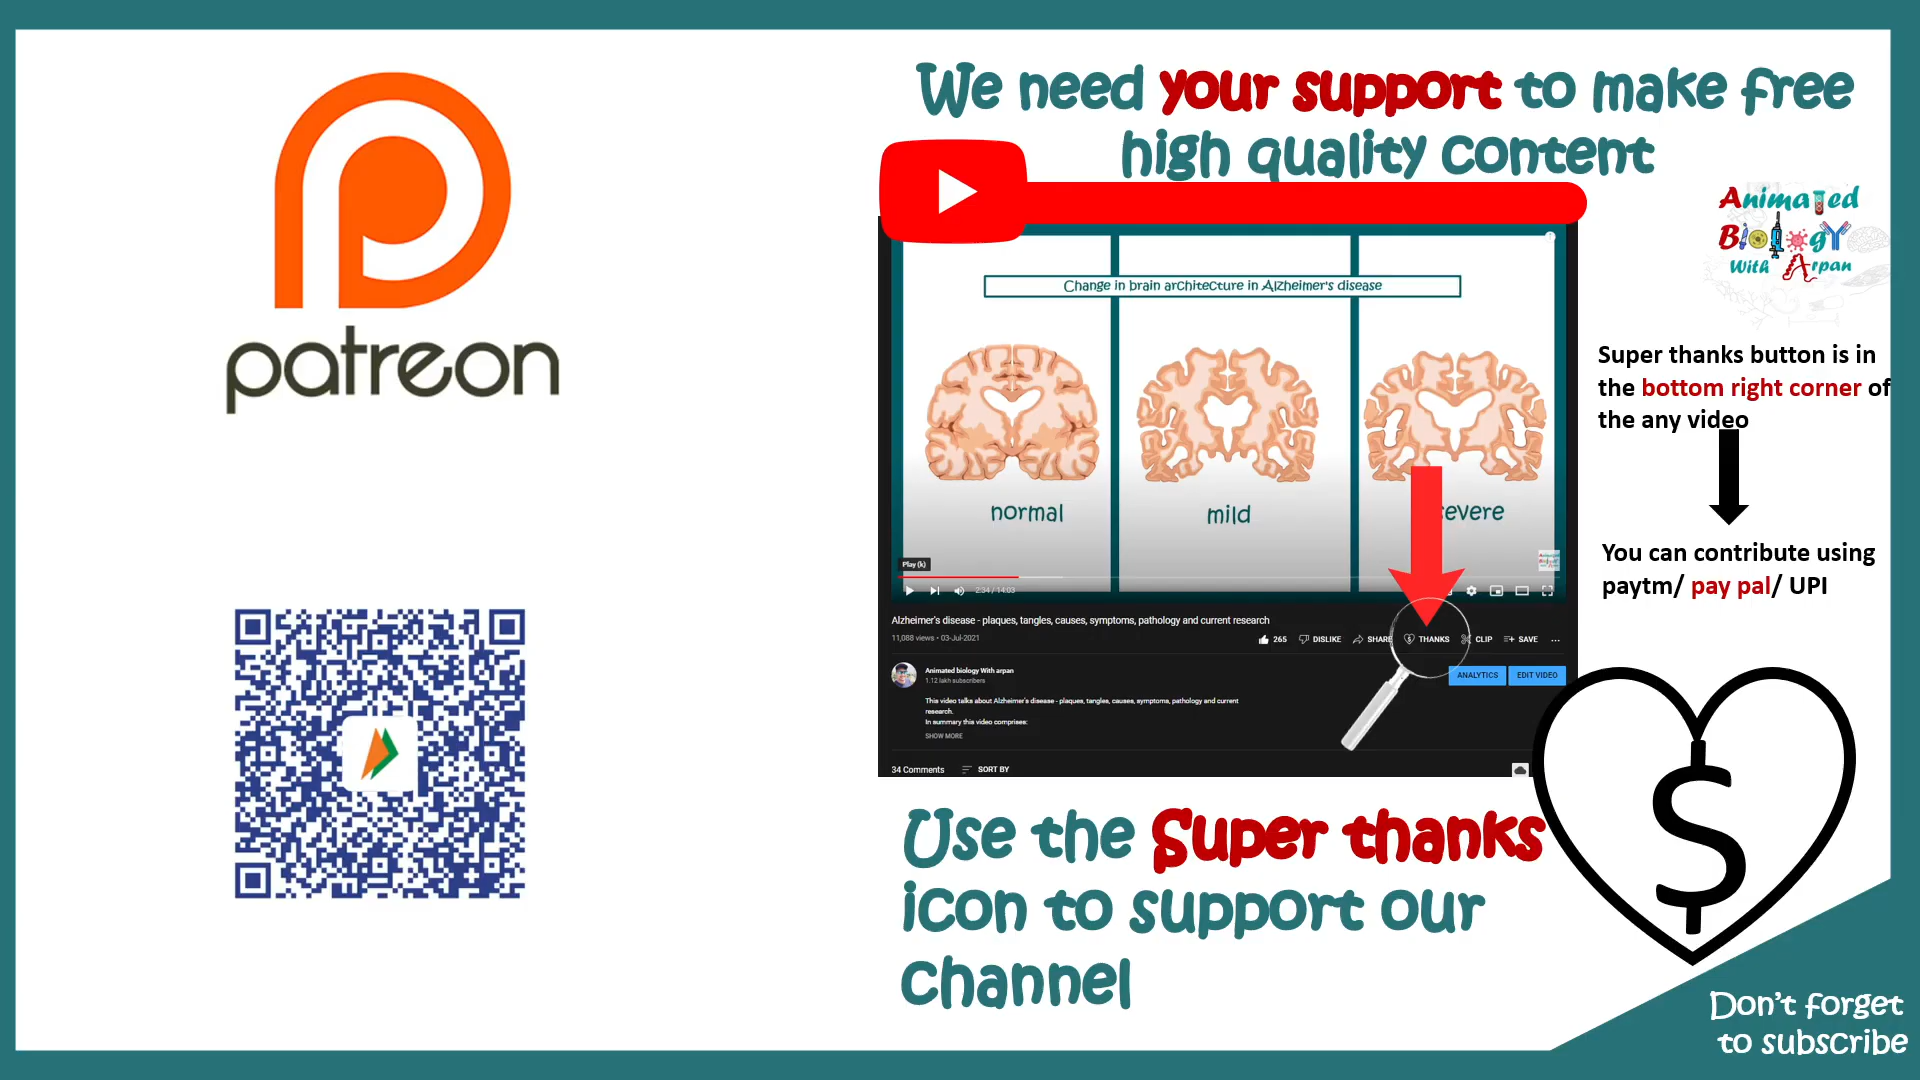 patreon
We need your support to make free
high quality content
Animated
Biology
With Arpan
Change in brain architecture in Alzheimer's disease
normal
mild
severe
Play (k)
2:34 / 14:03
Alzheimer's disease - plaques, tangles, causes, symptoms, pathology and current research
11,088 views • 03-Jul-2021
265 DISLIKE SHARE THANKS CLIP SAVE ...
Animated biology With arpan
1.12 lakh subscribers
ANALYTICS EDIT VIDEO
This video talks about Alzheimer's disease - plaques, tangles, causes, symptoms, pathology and current
research.
In summary this video comprises:
SHOW MORE
34 Comments SORT BY
Super thanks button is in
the bottom right corner of
the any video
You can contribute using
paytm/ pay pal/ UPI
$
Use the Super thanks
icon to support our
channel
Don't forget
to subscribe